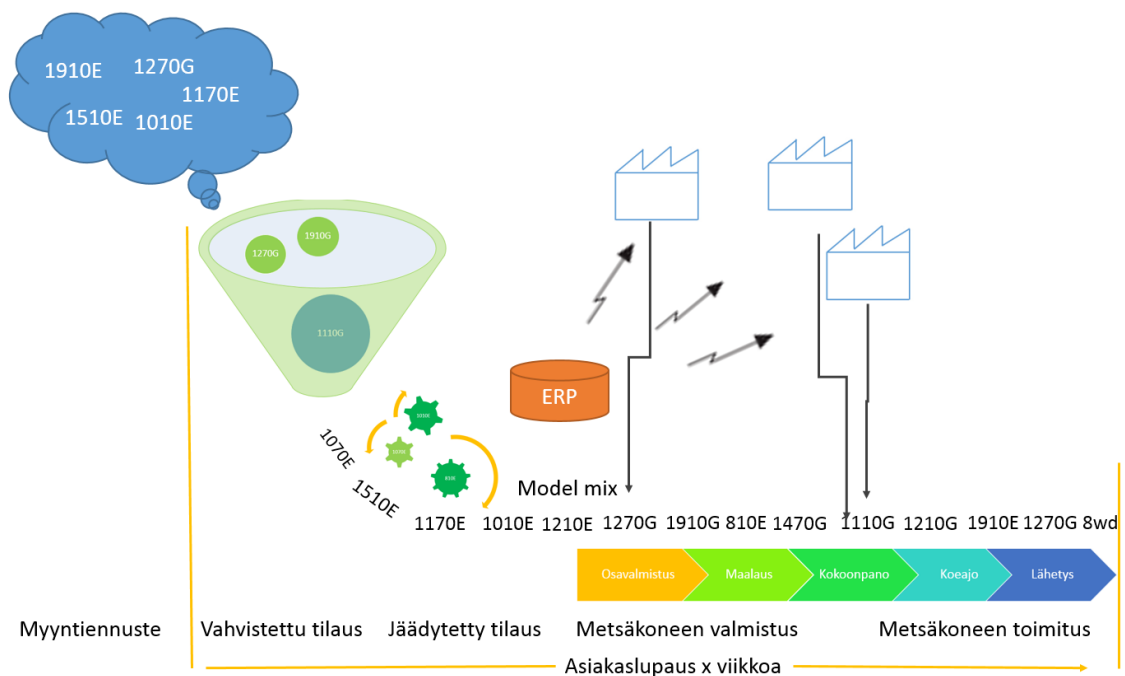 1910E
1270G
1170E
1510E
1010E
1910G
1270G
1110G
ERP
1070E
1510E
Model mix
1170E 1010E 1210E 1270G 1910G 810E 1470G 1110G 1210G 1910E 1270G 8wd
Osavalmistus Maalaus Kokoonpano Koeajo Lähetys
Myyntiennuste Vahvistettu tilaus Jäädytetty tilaus Metsäkoneen valmistus Metsäkoneen toimitus
Asiakaslupaus x viikkoa